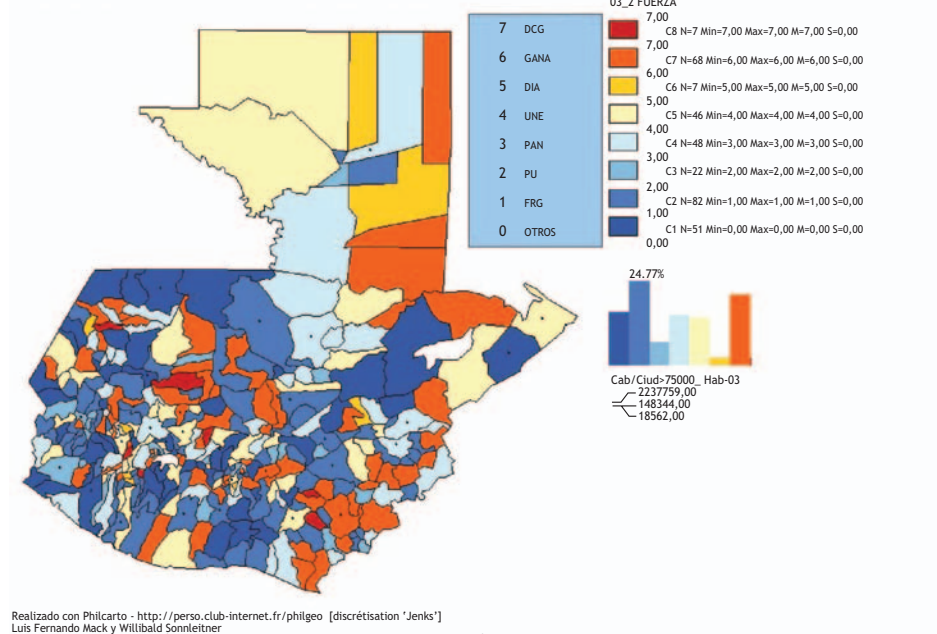 03_2 FUERZA
7 DCG
6 GANA
5 DIA
4 UNE
3 PAN
2 PU
1 FRG
0 OTROS
7,00
C8 N=7 Min=7,00 Max=7,00 M=7,00 S=0,00
7,00
C7 N=68 Min=6,00 Max=6,00 M=6,00 S=0,00
6,00
C6 N=7 Min=5,00 Max=5,00 M=5,00 S=0,00
5,00
C5 N=46 Min=4,00 Max=4,00 M=4,00 S=0,00
4,00
C4 N=48 Min=3,00 Max=3,00 M=3,00 S=0,00
3,00
C3 N=22 Min=2,00 Max=2,00 M=2,00 S=0,00
2,00
C2 N=82 Min=1,00 Max=1,00 M=1,00 S=0,00
1,00
C1 N=51 Min=0,00 Max=0,00 M=0,00 S=0,00
0,00
24.77%
Cab/Ciud>75000_ Hab-03
2237759,00
148344,00
18562,00
Realizado con Philcarto - http://perso.club-internet.fr/philgeo [discrétisation ‘Jenks’]
Luis Fernando Mack y Willibald Sonnleitner